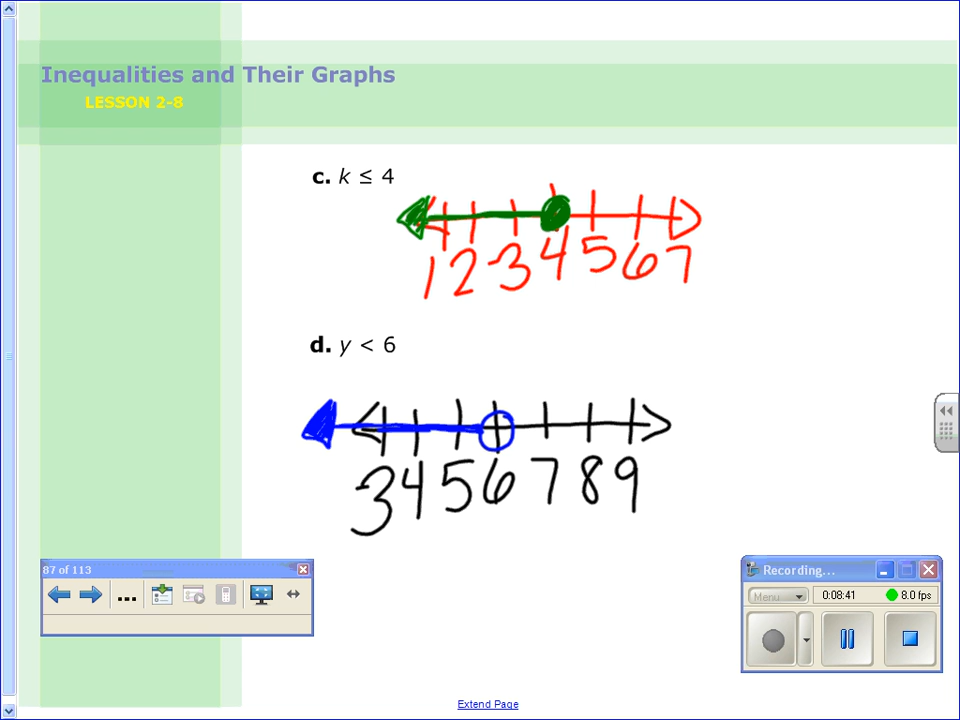 Inequalities and Their Graphs
LESSON 2-8
c. k ≤ 4
1 2 3 4 5 6 7
d. y < 6
3 4 5 6 7 8 9
87 of 113
...
Recording...
Menu 0:08:41 8.0 fps
Extend Page